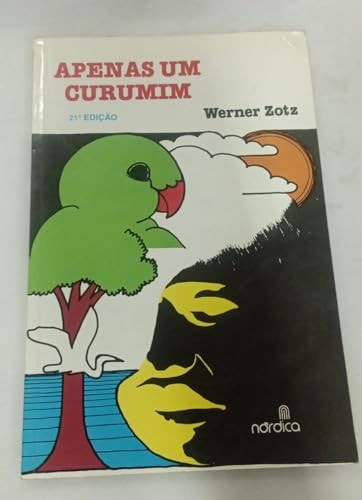 APENAS UM
CURUMIM
21ª EDIÇÃO
Werner Zotz
nórdica